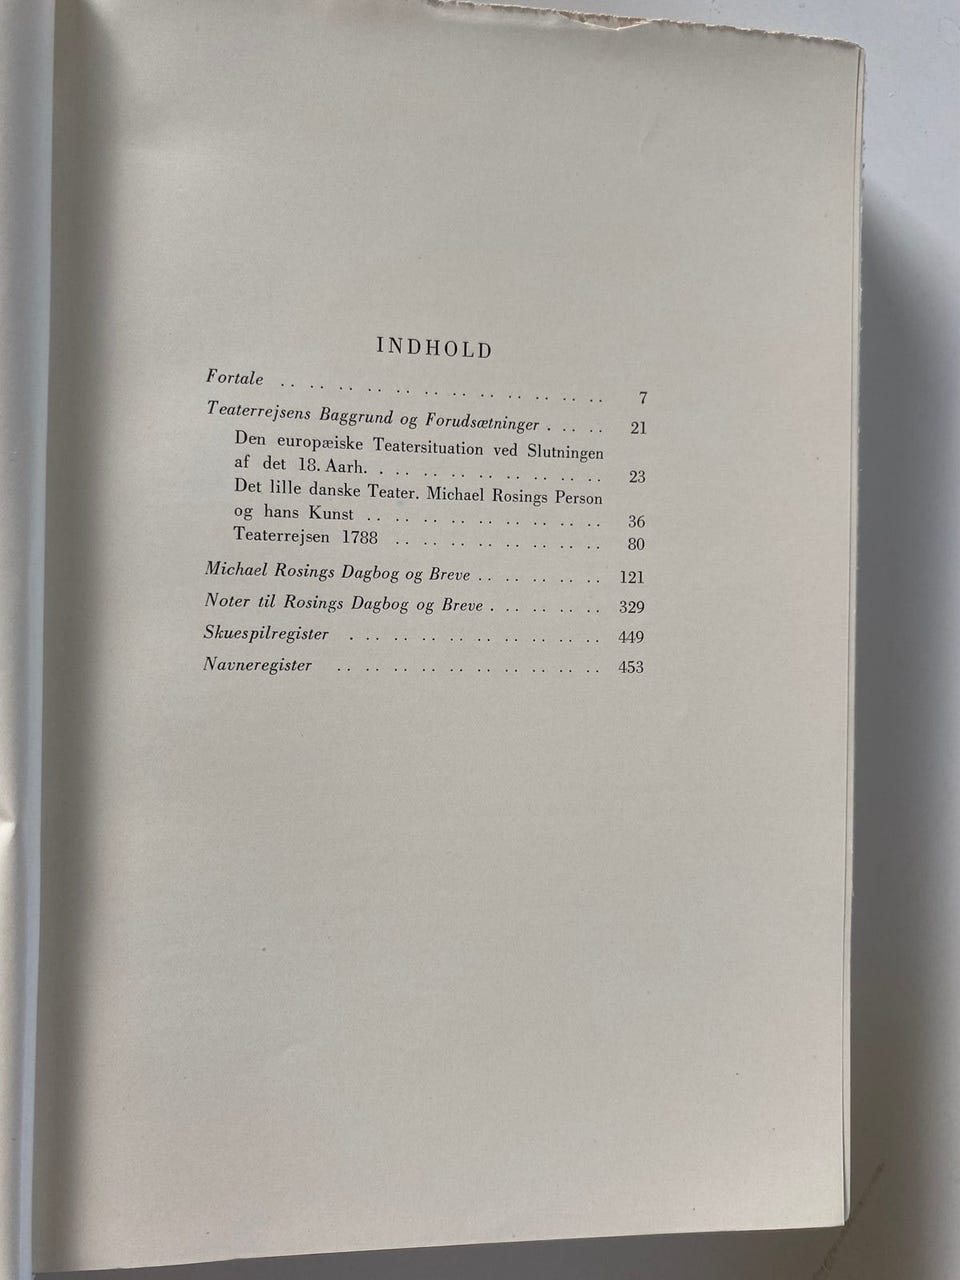 INDHOLD
Fortale .. .. .. .. .. .. .. .. .. .. .. .. 7
Teaterrejsens Baggrund og Forudsætninger . .. .. 21
Den europæiske Teatersituation ved Slutningen
af det 18. Aarh. . .. .. .. .. .. .. .. .. 23
Det lille danske Teater. Michael Rosings Person
og hans Kunst .. .. .. .. .. .. .. .. .. 36
Teaterrejsen 1788 .. .. .. .. .. .. .. .. 80
Michael Rosings Dagbog og Breve .. .. .. .. .. 121
Noter til Rosings Dagbog og Breve . .. .. .. .. 329
Skuespilregister . .. .. .. .. .. .. .. .. .. 449
Navneregister .. .. .. .. .. .. .. .. .. .. 453